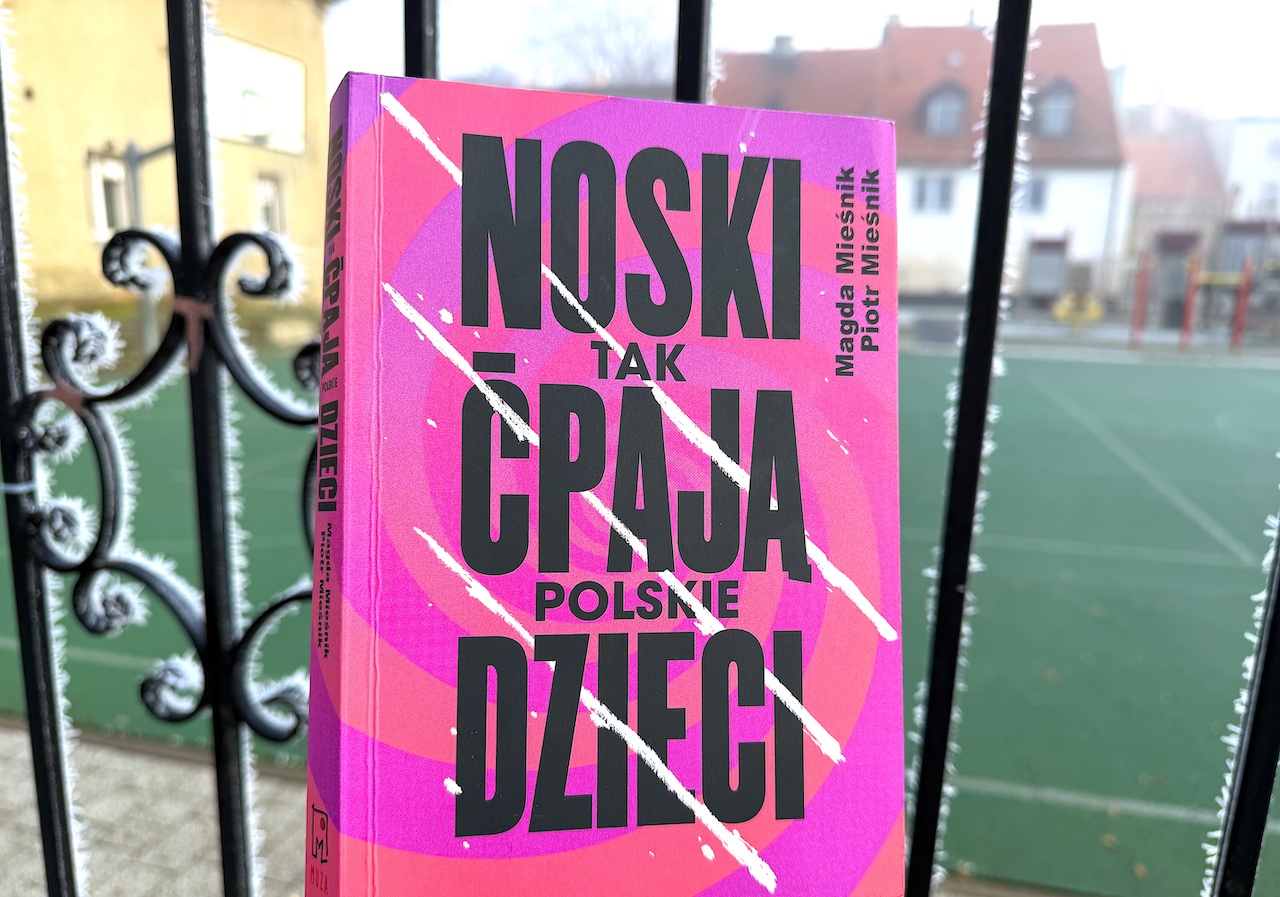 NOSKI
TAK
ĆPAJĄ
POLSKIE
DZIECI
Magda Mieśnik
Piotr Mieśnik
NOSKI TAK ĆPAJĄ POLSKIE DZIECI
Magda Mieśnik
Piotr Mieśnik
MUZA